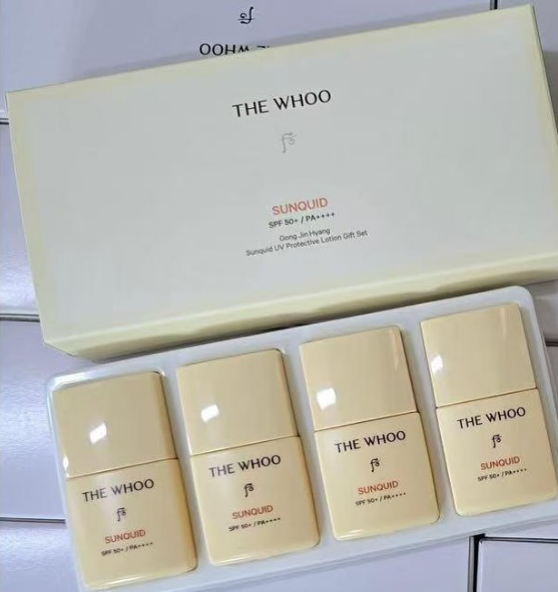 THE WHOO
THE WHOO
SUNQUID
SPF 50+ / PA++++
Gong Jin Hyang
Sunquid UV Protective Lotion Gift Set
THE WHOO
SUNQUID
SPF 50+ / PA++++
THE WHOO
SUNQUID
SPF 50+ / PA++++
THE WHOO
SUNQUID
SPF 50+ / PA++++
THE WHOO
SUNQUID
SPF 50+ / PA++++